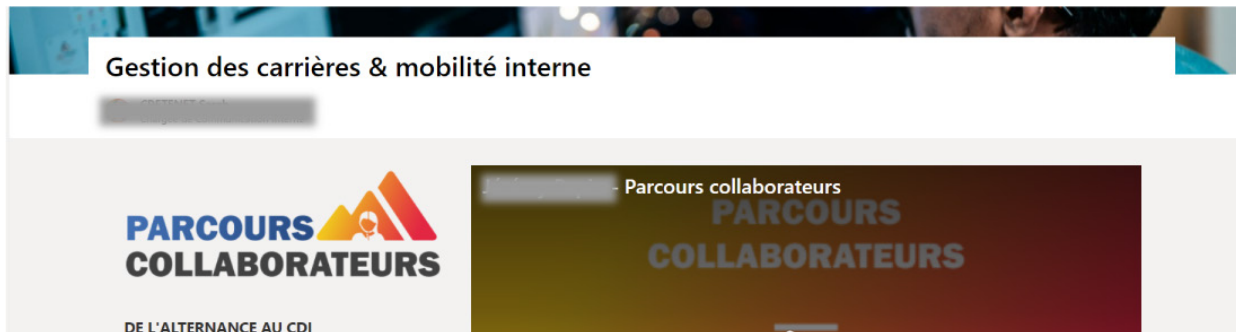 Gestion des carrières & mobilité interne
PARCOURS
COLLABORATEURS
DE L'ALTERNANCE AU CDI
- Parcours collaborateurs
PARCOURS
COLLABORATEURS